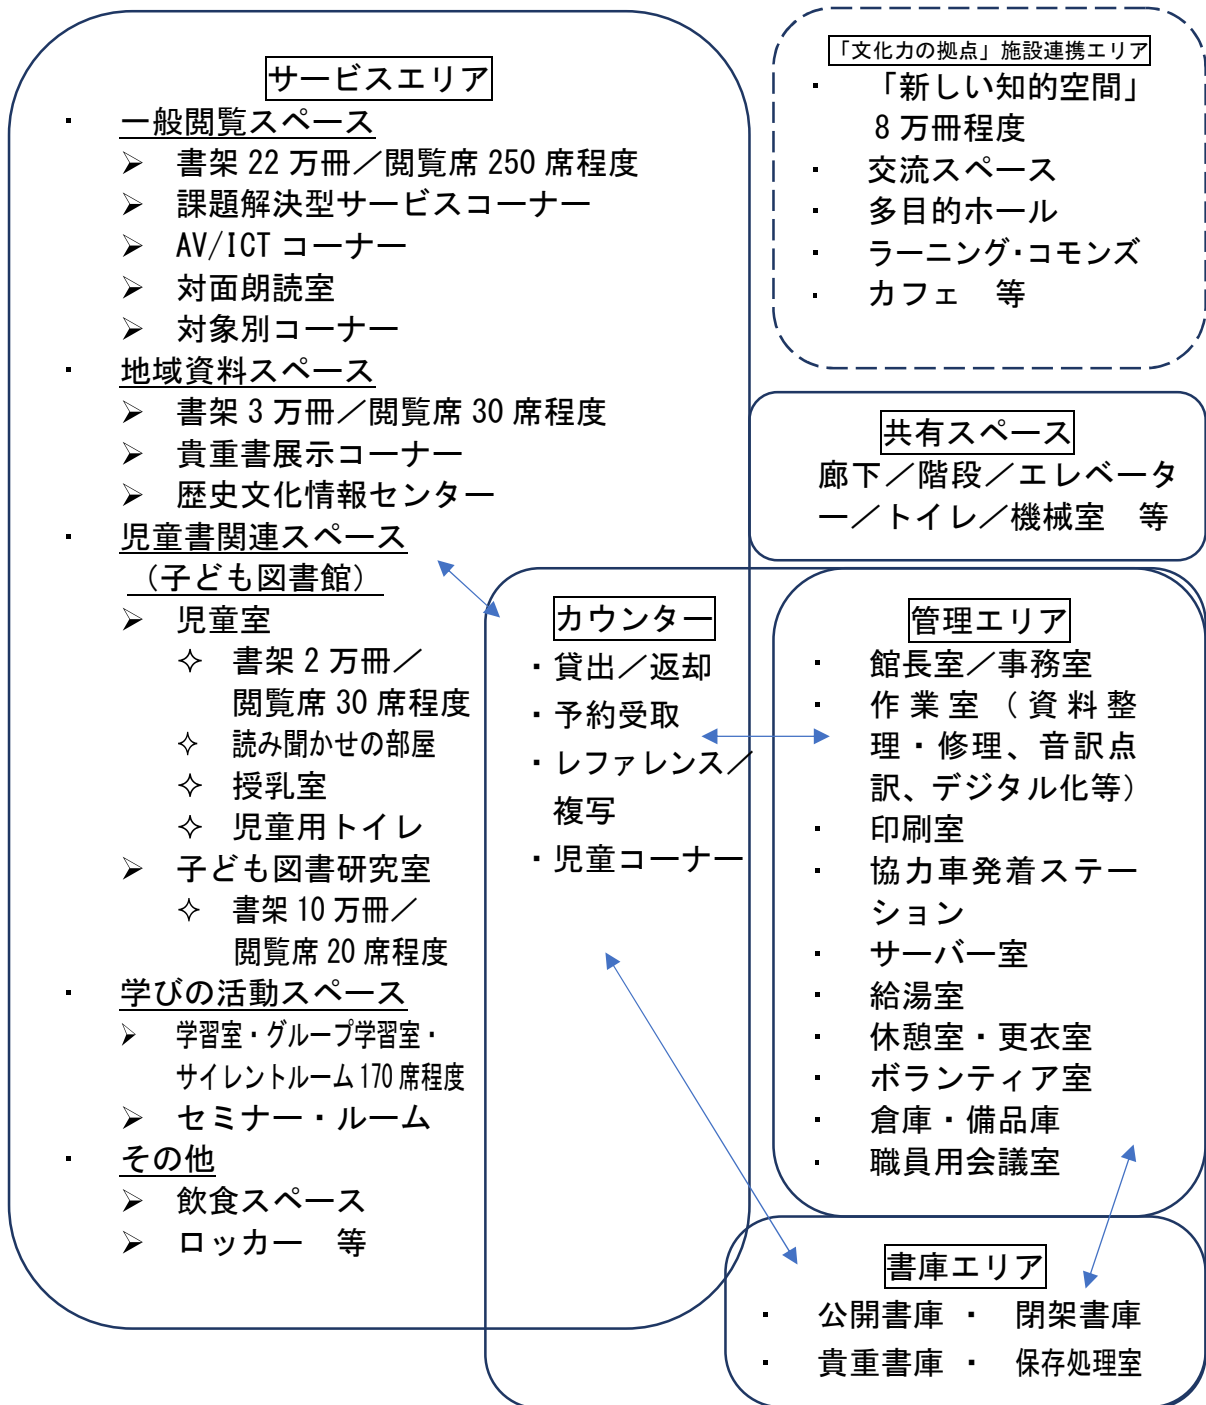 サービスエリア
・ 一般閲覧スペース
➢ 書架 22 万冊／閲覧席 250 席程度
➢ 課題解決型サービスコーナー
➢ AV/ICT コーナー
➢ 対面朗読室
➢ 対象別コーナー
・ 地域資料スペース
➢ 書架 3 万冊／閲覧席 30 席程度
➢ 貴重書展示コーナー
➢ 歴史文化情報センター
・ 児童書関連スペース
（子ども図書館）
➢ 児童室
✧ 書架 2 万冊／
閲覧席 30 席程度
✧ 読み聞かせの部屋
✧ 授乳室
✧ 児童用トイレ
➢ 子ども図書研究室
✧ 書架 10 万冊／
閲覧席 20 席程度
・ 学びの活動スペース
➢ 学習室・グループ学習室・
サイレントルーム 170 席程度
➢ セミナー・ルーム
・ その他
➢ 飲食スペース
➢ ロッカー　等
「文化力の拠点」施設連携エリア
・ 「新しい知的空間」
8 万冊程度
・ 交流スペース
・ 多目的ホール
・ ラーニング・コモンズ
・ カフェ　等
共有スペース
廊下／階段／エレベータ
ー／トイレ／機械室　等
カウンター
・貸出／返却
・予約受取
・レファレンス／
複写
・児童コーナー
管理エリア
・ 館長室／事務室
・ 作業室（資料整
理・修理、音訳点
訳、デジタル化等）
・ 印刷室
・ 協力車発着ステー
ション
・ サーバー室
・ 給湯室
・ 休憩室・更衣室
・ ボランティア室
・ 倉庫・備品庫
・ 職員用会議室
書庫エリア
・ 公開書庫 ・ 閉架書庫
・ 貴重書庫 ・ 保存処理室